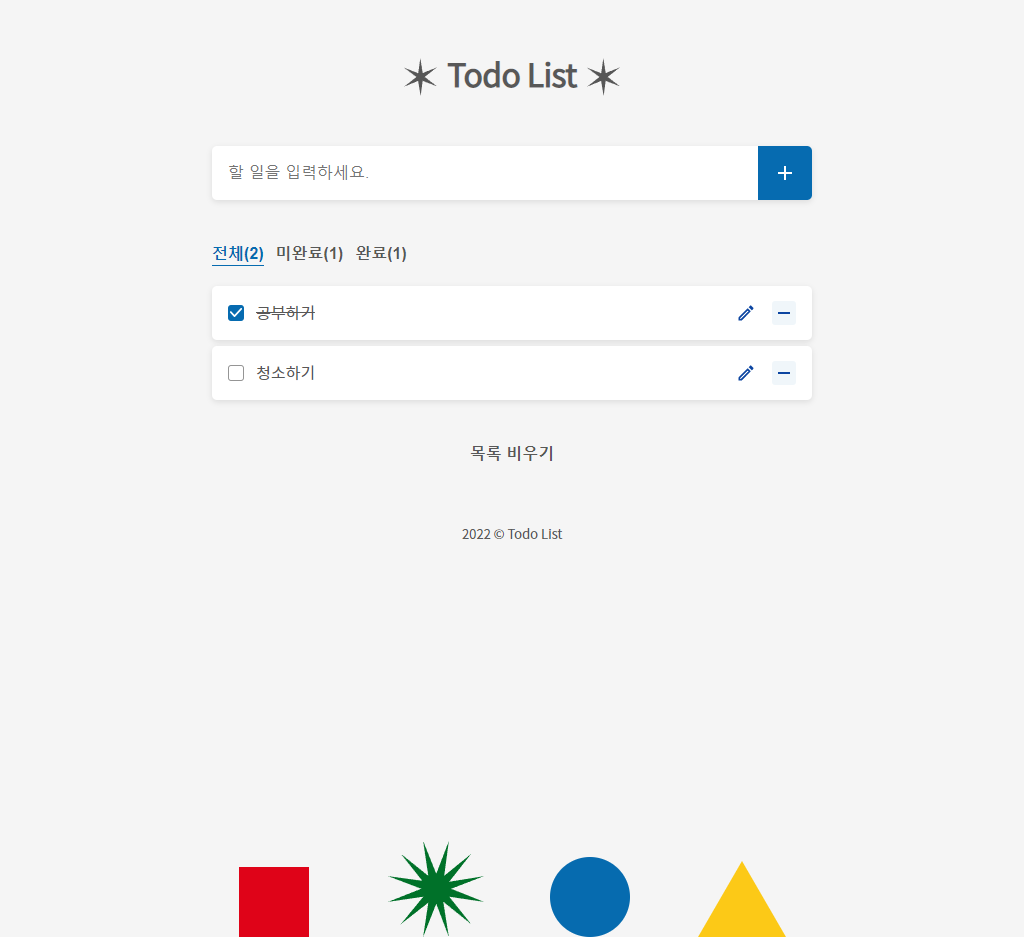 ✶ Todo List ✶
할 일을 입력하세요.
전체(2) 미완료(1) 완료(1)
공부하기
청소하기
목록 비우기
2022 © Todo List